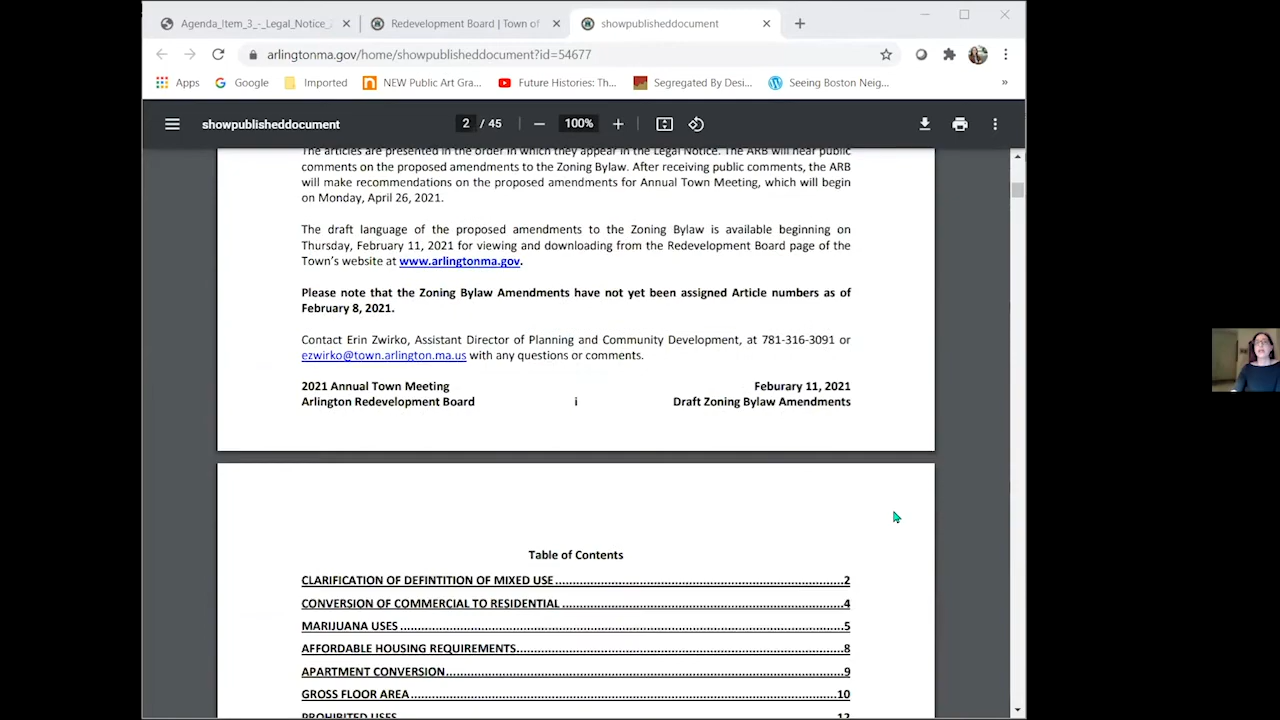 Agenda_Item_3_-_Legal_Notice_
Redevelopment Board | Town of
showpublisheddocument
arlingtonma.gov/home/showpublisheddocument?id=54677
Apps Google Imported NEW Public Art Gra... Future Histories: Th... Segregated By Desi... Seeing Boston Neig... »
showpublisheddocument 2 / 45 — 100% +
The articles are presented in the order in which they appear in the Legal Notice. The ARB will hear public
comments on the proposed amendments to the Zoning Bylaw. After receiving public comments, the ARB
will make recommendations on the proposed amendments for Annual Town Meeting, which will begin
on Monday, April 26, 2021.
The draft language of the proposed amendments to the Zoning Bylaw is available beginning on
Thursday, February 11, 2021 for viewing and downloading from the Redevelopment Board page of the
Town's website at www.arlingtonma.gov.
Please note that the Zoning Bylaw Amendments have not yet been assigned Article numbers as of
February 8, 2021.
Contact Erin Zwirko, Assistant Director of Planning and Community Development, at 781-316-3091 or
ezwirko@town.arlington.ma.us with any questions or comments.
2021 Annual Town Meeting Feburary 11, 2021
Arlington Redevelopment Board i Draft Zoning Bylaw Amendments
Table of Contents
CLARIFICATION OF DEFINTITION OF MIXED USE 2
CONVERSION OF COMMERCIAL TO RESIDENTIAL 4
MARIJUANA USES 5
AFFORDABLE HOUSING REQUIREMENTS 8
APARTMENT CONVERSION 9
GROSS FLOOR AREA 10
PROHIBITED USES 12